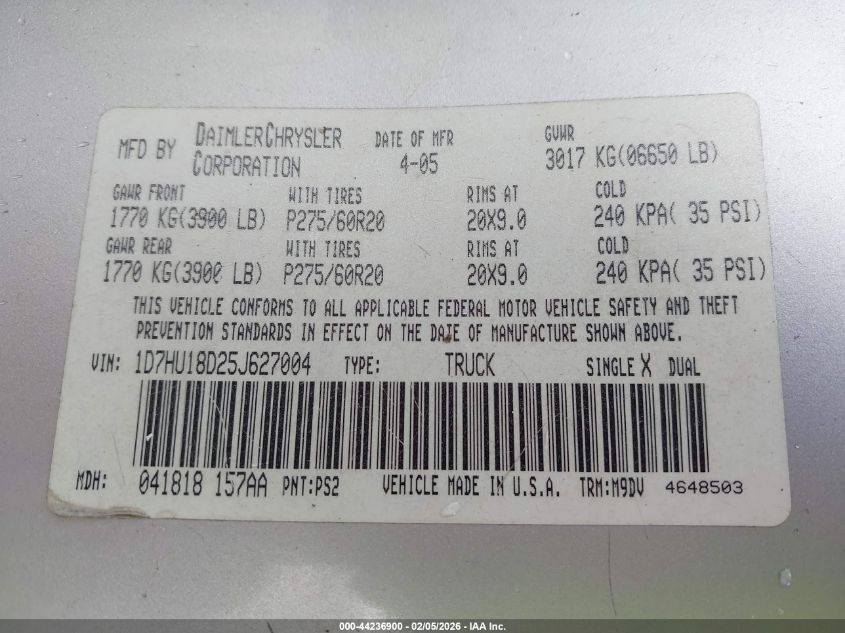 MFD BY DAIMLERCHRYSLER CORPORATION DATE OF MFR 4-05 GVWR 3017 KG(06650 LB)
GAWR FRONT WITH TIRES RIMS AT COLD
1770 KG(3900 LB) P275/60R20 20X9.0 240 KPA( 35 PSI)
GAWR REAR WITH TIRES RIMS AT COLD
1770 KG(3900 LB) P275/60R20 20X9.0 240 KPA( 35 PSI)
THIS VEHICLE CONFORMS TO ALL APPLICABLE FEDERAL MOTOR VEHICLE SAFETY AND THEFT
PREVENTION STANDARDS IN EFFECT ON THE DATE OF MANUFACTURE SHOWN ABOVE.
VIN: 1D7HU18D25J627004 TYPE: TRUCK SINGLE X DUAL
MDH: 041818 157AA PNT:PS2 VEHICLE MADE IN U.S.A. TRM:M9DV 4648503
000-44236900 - 02/05/2026 - IAA Inc.